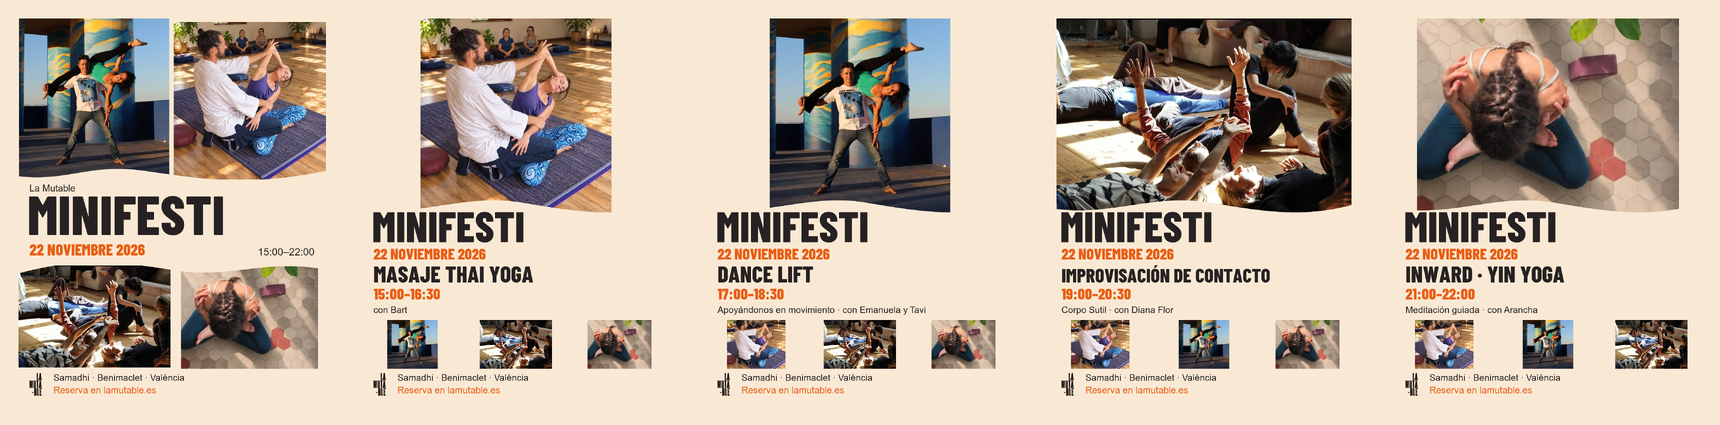 La Mutable
MINIFESTI
22 NOVIEMBRE 2026
15:00–22:00
Samadhi · Benimaclet · València
Reserva en lamutable.es
MINIFESTI
22 NOVIEMBRE 2026
MASAJE THAI YOGA
15:00-16:30
con Bart
Samadhi · Benimaclet · València
Reserva en lamutable.es
MINIFESTI
22 NOVIEMBRE 2026
DANCE LIFT
17:00-18:30
Apoyándonos en movimiento · con Emanuela y Tavi
Samadhi · Benimaclet · València
Reserva en lamutable.es
MINIFESTI
22 NOVIEMBRE 2026
IMPROVISACIÓN DE CONTACTO
19:00-20:30
Corpo Sutil · con Diana Flor
Samadhi · Benimaclet · València
Reserva en lamutable.es
MINIFESTI
22 NOVIEMBRE 2026
INWARD · YIN YOGA
21:00-22:00
Meditación guiada · con Arancha
Samadhi · Benimaclet · València
Reserva en lamutable.es